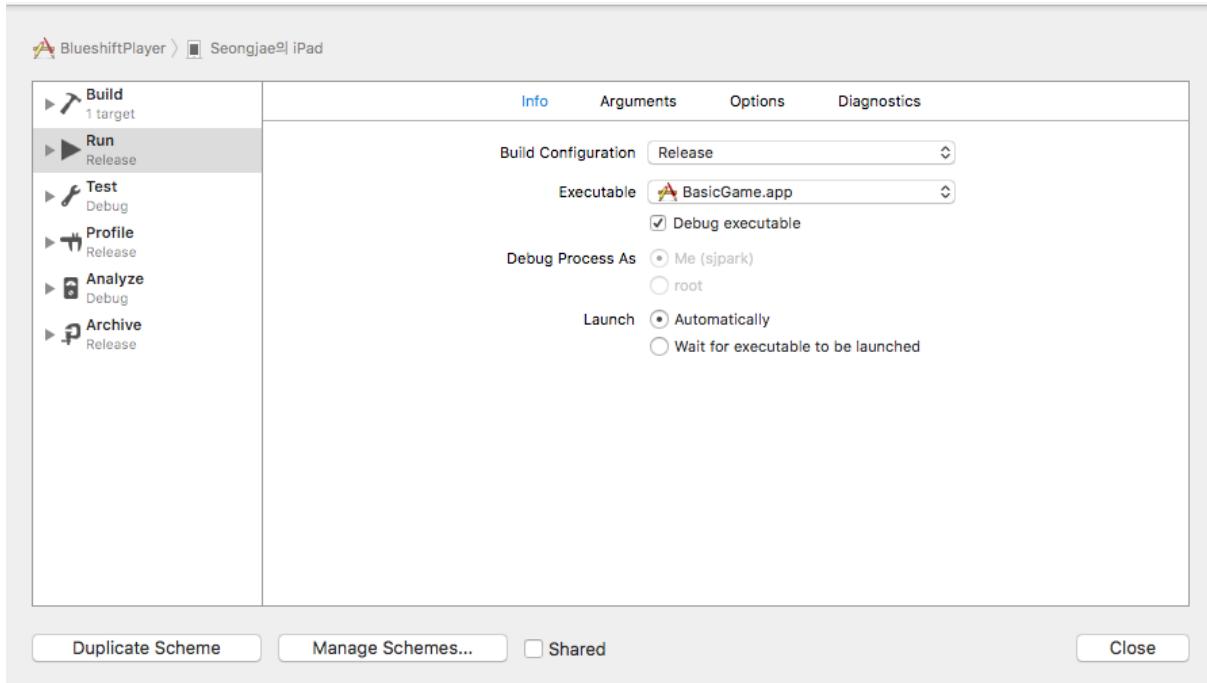 BlueshiftPlayer 〉 Seongjae의 iPad
Build
1 target
Run
Release
Test
Debug
Profile
Release
Analyze
Debug
Archive
Release
Info Arguments Options Diagnostics
Build Configuration Release
Executable BasicGame.app
Debug executable
Debug Process As Me (sjpark)
root
Launch Automatically
Wait for executable to be launched
Duplicate Scheme Manage Schemes... Shared Close